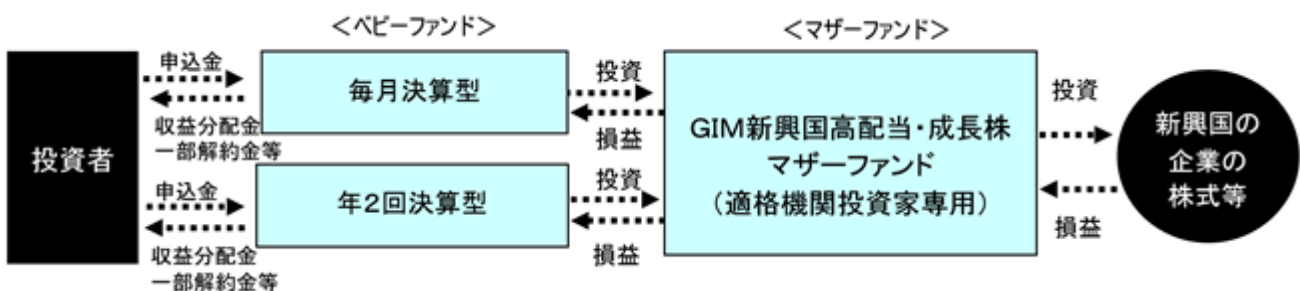 <ベビーファンド>
<マザーファンド>
投資者
申込金
収益分配金
一部解約金等
申込金
収益分配金
一部解約金等
毎月決算型
年2回決算型
投資
損益
投資
損益
GIM新興国高配当・成長株
マザーファンド
(適格機関投資家専用)
投資
損益
新興国の
企業の
株式等